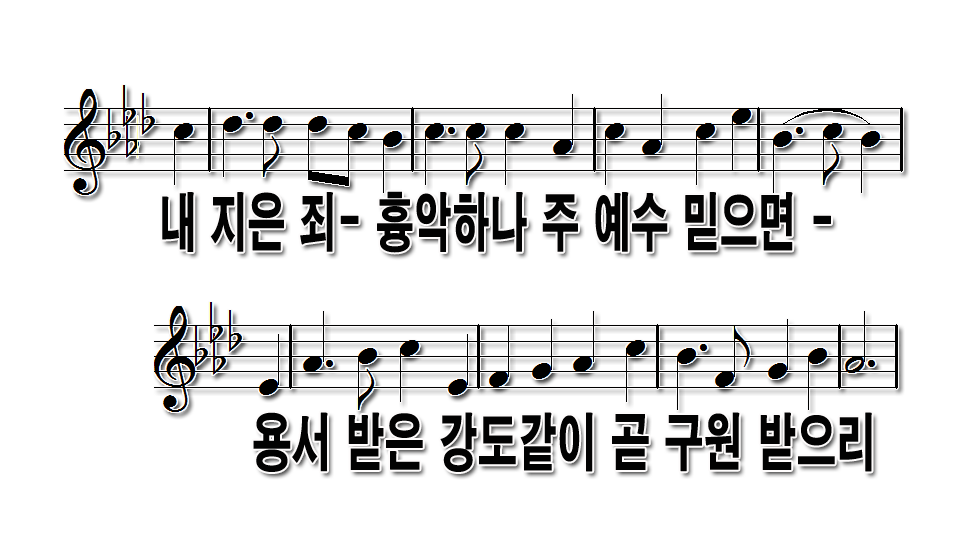 내 지은 죄- 흉악하나 주 예수 믿으면 -
용서 받은 강도같이 곧 구원 받으리